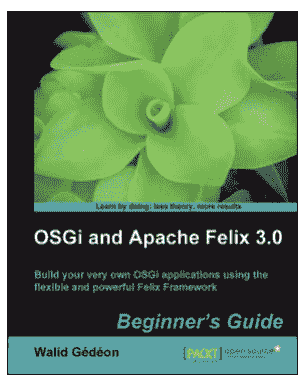 Learn by doing: less theory, more results
OSGi and Apache Felix 3.0
Build your very own OSGi applications using the
flexible and powerful Felix Framework
Beginner's Guide
Walid Gédéon
[PACKT] open source*